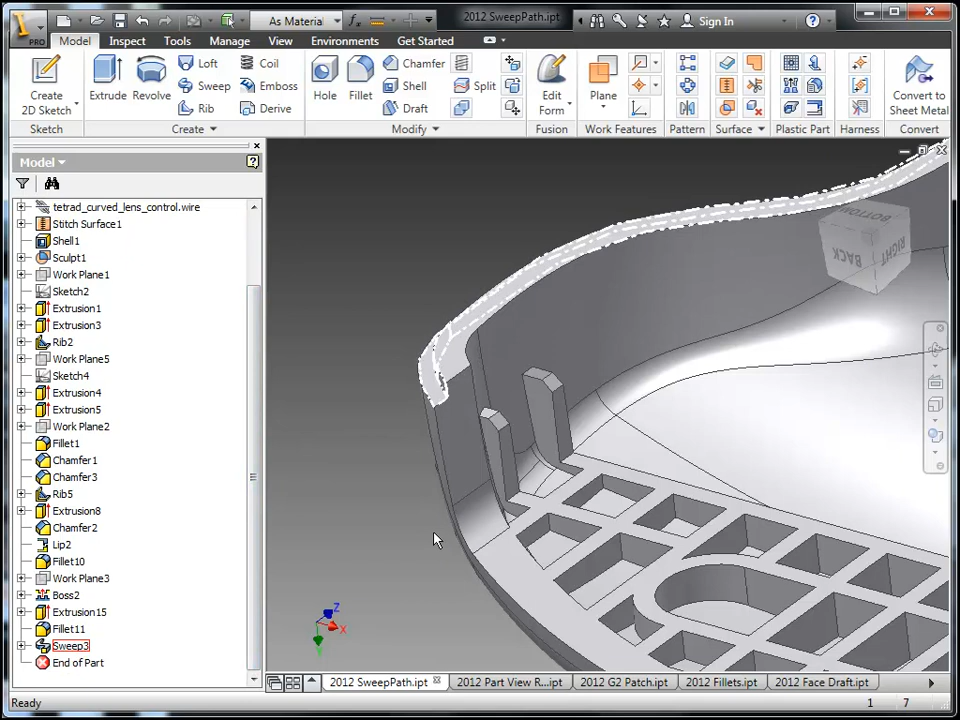 PRO
As Material
2012 SweepPath.ipt
Sign In
Model
Inspect
Tools
Manage
View
Environments
Get Started
Create
2D Sketch
Extrude
Revolve
Loft
Sweep
Rib
Coil
Emboss
Derive
Hole
Fillet
Chamfer
Shell
Draft
Split
Edit
Form
Plane
Convert to
Sheet Metal
Sketch
Create
Modify
Fusion
Work Features
Pattern
Surface
Plastic Part
Harness
Convert
Model
tetrad_curved_lens_control.wire
Stitch Surface1
Shell1
Sculpt1
Work Plane1
Sketch2
Extrusion1
Extrusion3
Rib2
Work Plane5
Sketch4
Extrusion4
Extrusion5
Work Plane2
Fillet1
Chamfer1
Chamfer3
Rib5
Extrusion8
Chamfer2
Lip2
Fillet10
Work Plane3
Boss2
Extrusion15
Fillet11
Sweep3
End of Part
BOTTOM
BACK
RIGHT
Z
X
Y
2012 SweepPath.ipt
2012 Part View R...ipt
2012 G2 Patch.ipt
2012 Fillets.ipt
2012 Face Draft.ipt
Ready
1
7